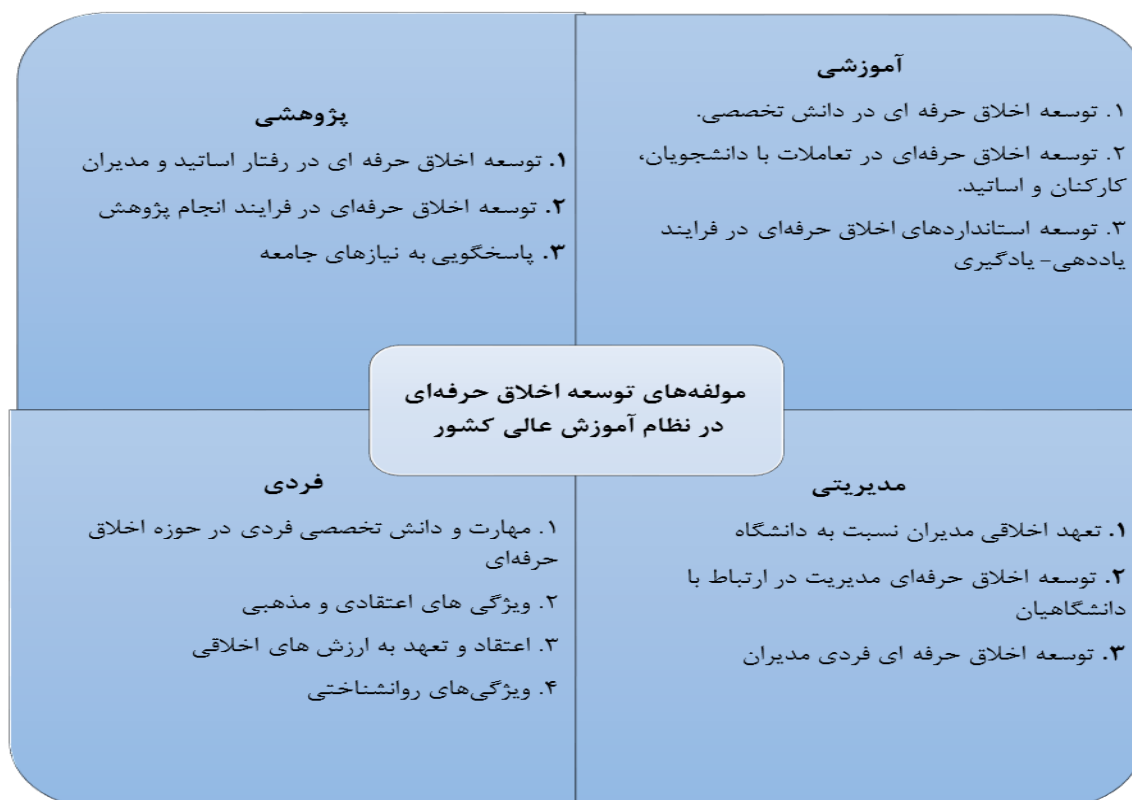 آموزشی
۱. توسعه اخلاق حرفه ای در دانش تخصصی.
۲. توسعه اخلاق حرفه‌ای در تعاملات با دانشجویان،
کارکنان و اساتید.
۳. توسعه استانداردهای اخلاق حرفه‌ای در فرایند
یاددهی- یادگیری
پژوهشی
۱. توسعه اخلاق حرفه ای در رفتار اساتید و مدیران
۲. توسعه اخلاق حرفه‌ای در فرایند انجام پژوهش
۳. پاسخگویی به نیازهای جامعه
مولفه‌های توسعه اخلاق حرفه‌ای
در نظام آموزش عالی کشور
مدیریتی
۱. تعهد اخلاقی مدیران نسبت به دانشگاه
۲. توسعه اخلاق حرفه‌ای مدیریت در ارتباط با
دانشگاهیان
۳. توسعه اخلاق حرفه ای فردی مدیران
فردی
۱. مهارت و دانش تخصصی فردی در حوزه اخلاق
حرفه‌ای
۲. ویژگی های اعتقادی و مذهبی
۳. اعتقاد و تعهد به ارزش های اخلاقی
۴. ویژگی‌های روانشناختی